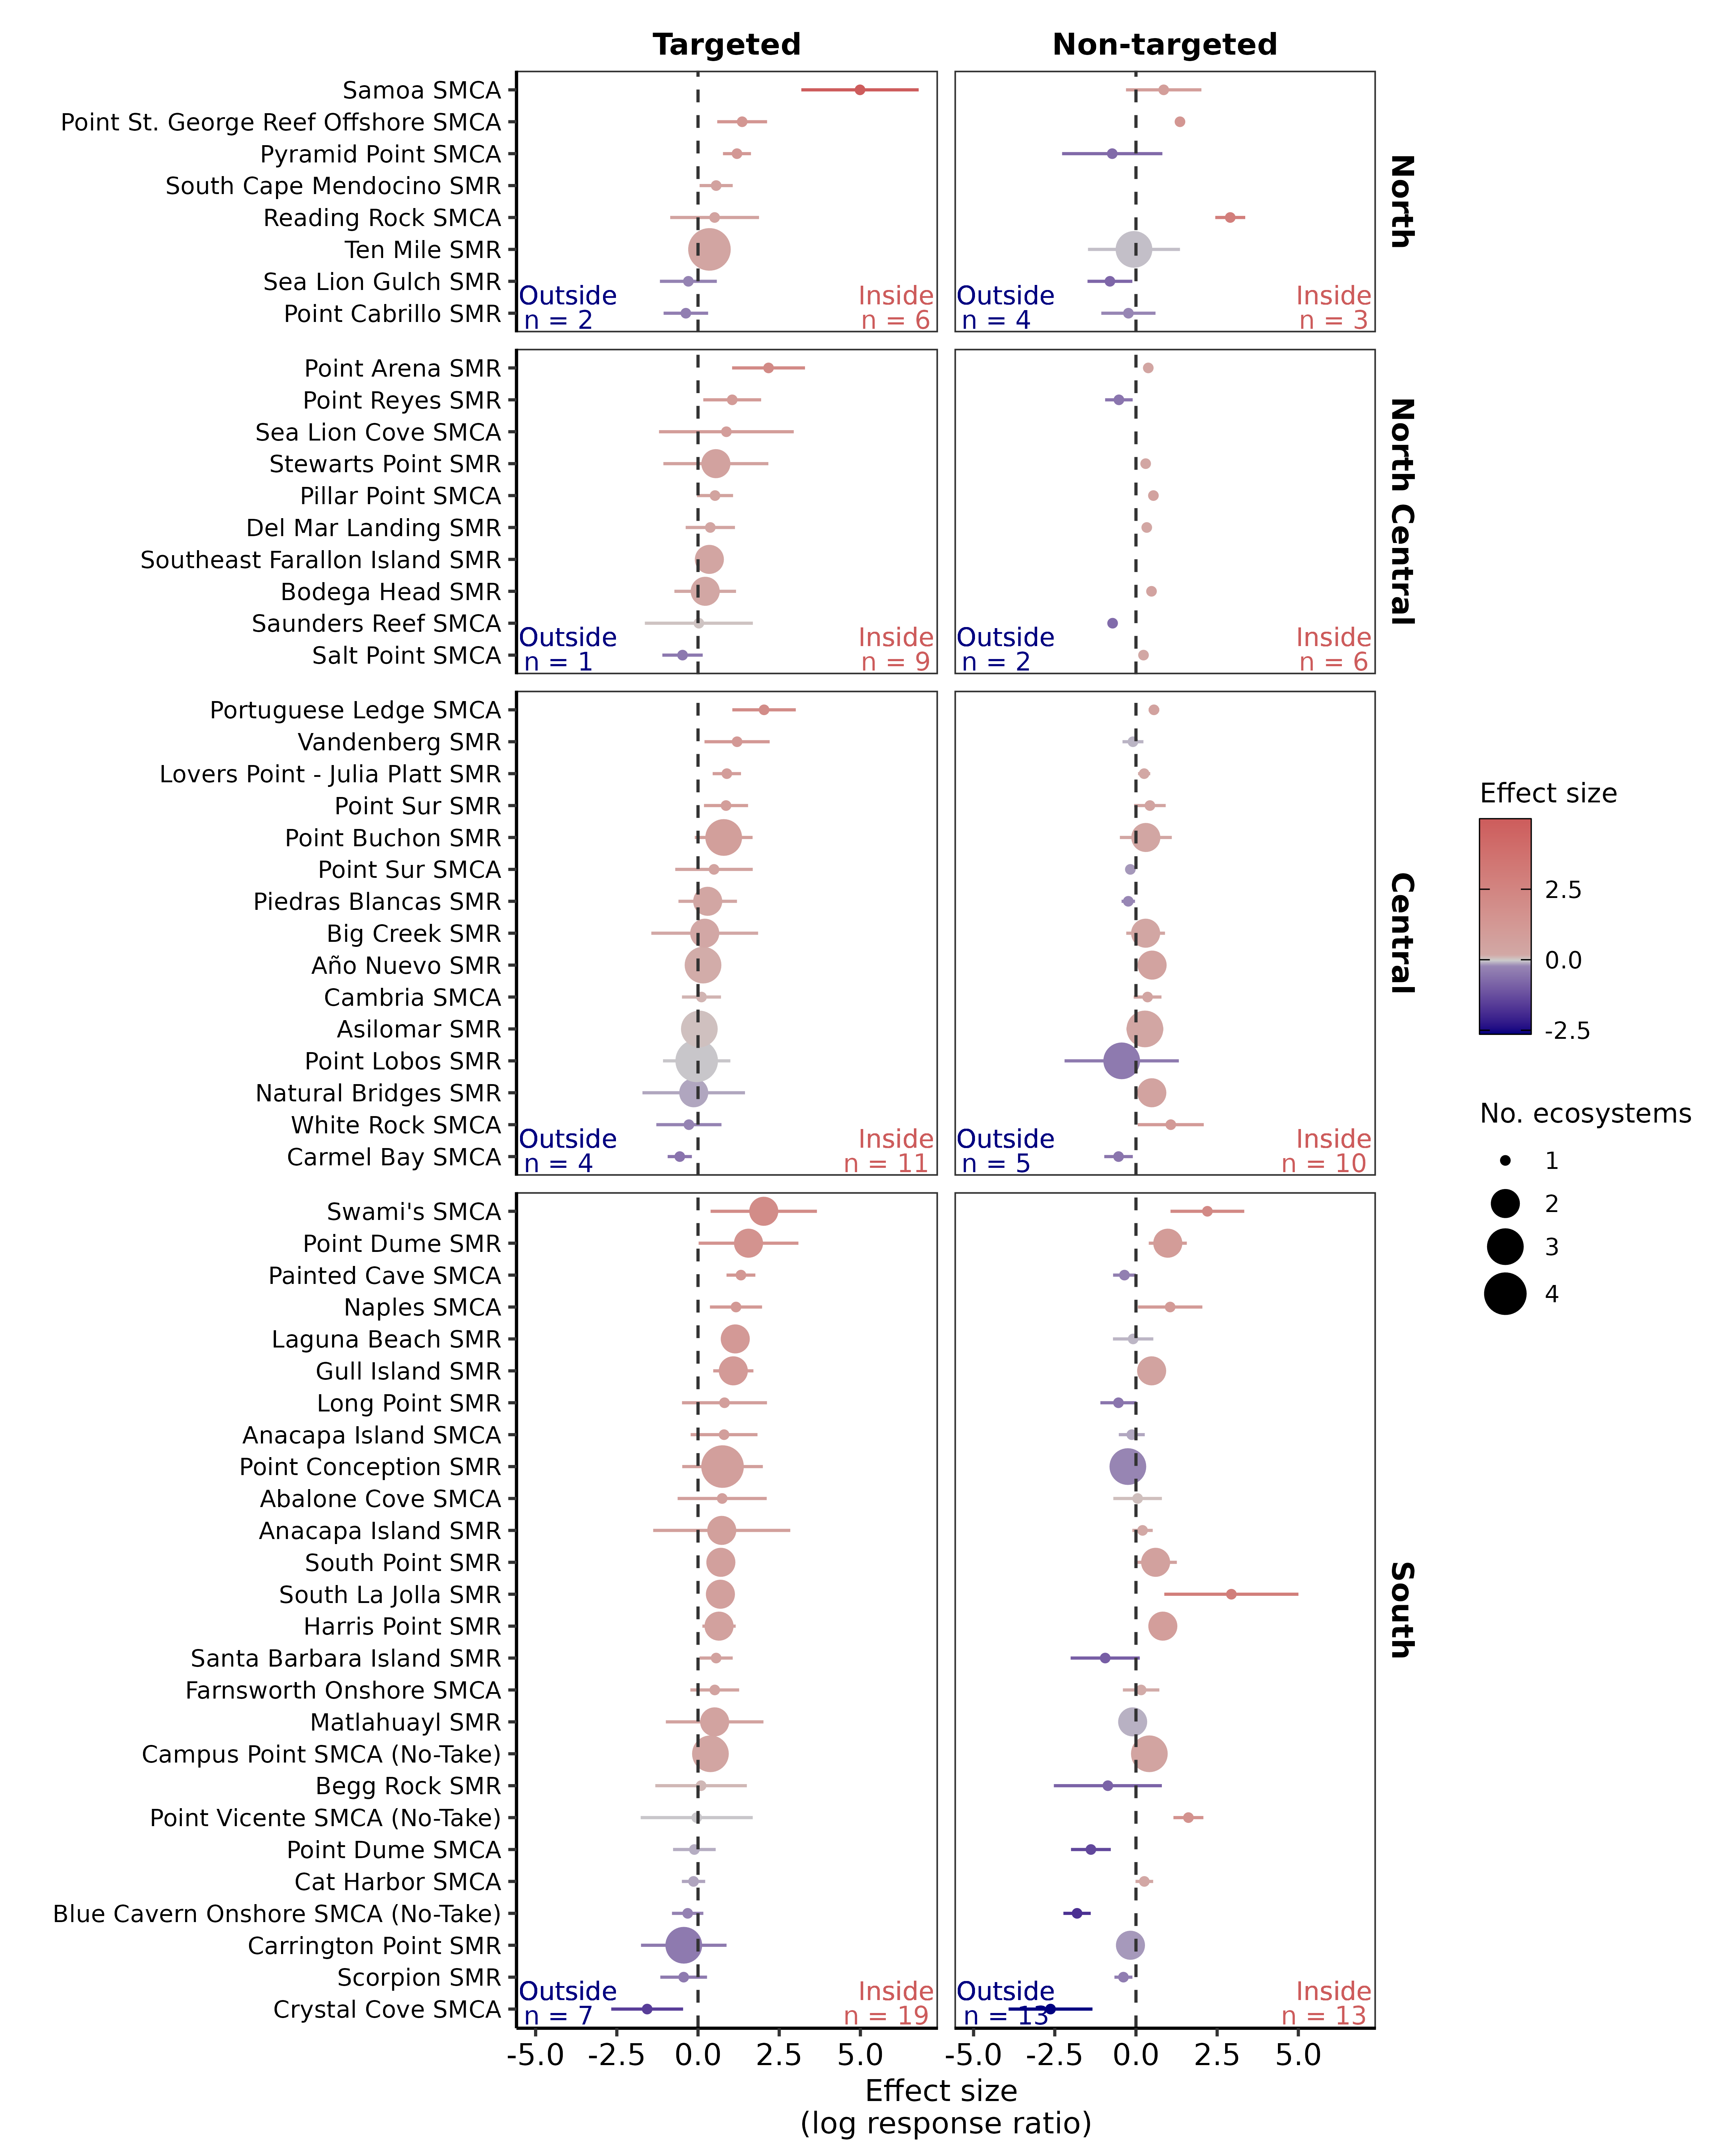 Targeted
Non-targeted
Samoa SMCA
Point St. George Reef Offshore SMCA
Pyramid Point SMCA
South Cape Mendocino SMR
Reading Rock SMCA
Ten Mile SMR
Sea Lion Gulch SMR
Point Cabrillo SMR
Outside
n = 2
Inside
n = 6
Outside
n = 4
Inside
n = 3
North
Point Arena SMR
Point Reyes SMR
Sea Lion Cove SMCA
Stewarts Point SMR
Pillar Point SMCA
Del Mar Landing SMR
Southeast Farallon Island SMR
Bodega Head SMR
Saunders Reef SMCA
Salt Point SMCA
Outside
n = 1
Inside
n = 9
Outside
n = 2
Inside
n = 6
North Central
Portuguese Ledge SMCA
Vandenberg SMR
Lovers Point - Julia Platt SMR
Point Sur SMR
Point Buchon SMR
Point Sur SMCA
Piedras Blancas SMR
Big Creek SMR
Año Nuevo SMR
Cambria SMCA
Asilomar SMR
Point Lobos SMR
Natural Bridges SMR
White Rock SMCA
Carmel Bay SMCA
Outside
n = 4
Inside
n = 11
Outside
n = 5
Inside
n = 10
Central
Swami's SMCA
Point Dume SMR
Painted Cave SMCA
Naples SMCA
Laguna Beach SMR
Gull Island SMR
Long Point SMR
Anacapa Island SMCA
Point Conception SMR
Abalone Cove SMCA
Anacapa Island SMR
South Point SMR
South La Jolla SMR
Harris Point SMR
Santa Barbara Island SMR
Farnsworth Onshore SMCA
Matlahuayl SMR
Campus Point SMCA (No-Take)
Begg Rock SMR
Point Vicente SMCA (No-Take)
Point Dume SMCA
Cat Harbor SMCA
Blue Cavern Onshore SMCA (No-Take)
Carrington Point SMR
Scorpion SMR
Crystal Cove SMCA
Outside
n = 7
Inside
n = 19
Outside
n = 13
Inside
n = 13
South
-5.0 -2.5 0.0 2.5 5.0
-5.0 -2.5 0.0 2.5 5.0
Effect size
(log response ratio)
Effect size
2.5
0.0
-2.5
No. ecosystems
1
2
3
4